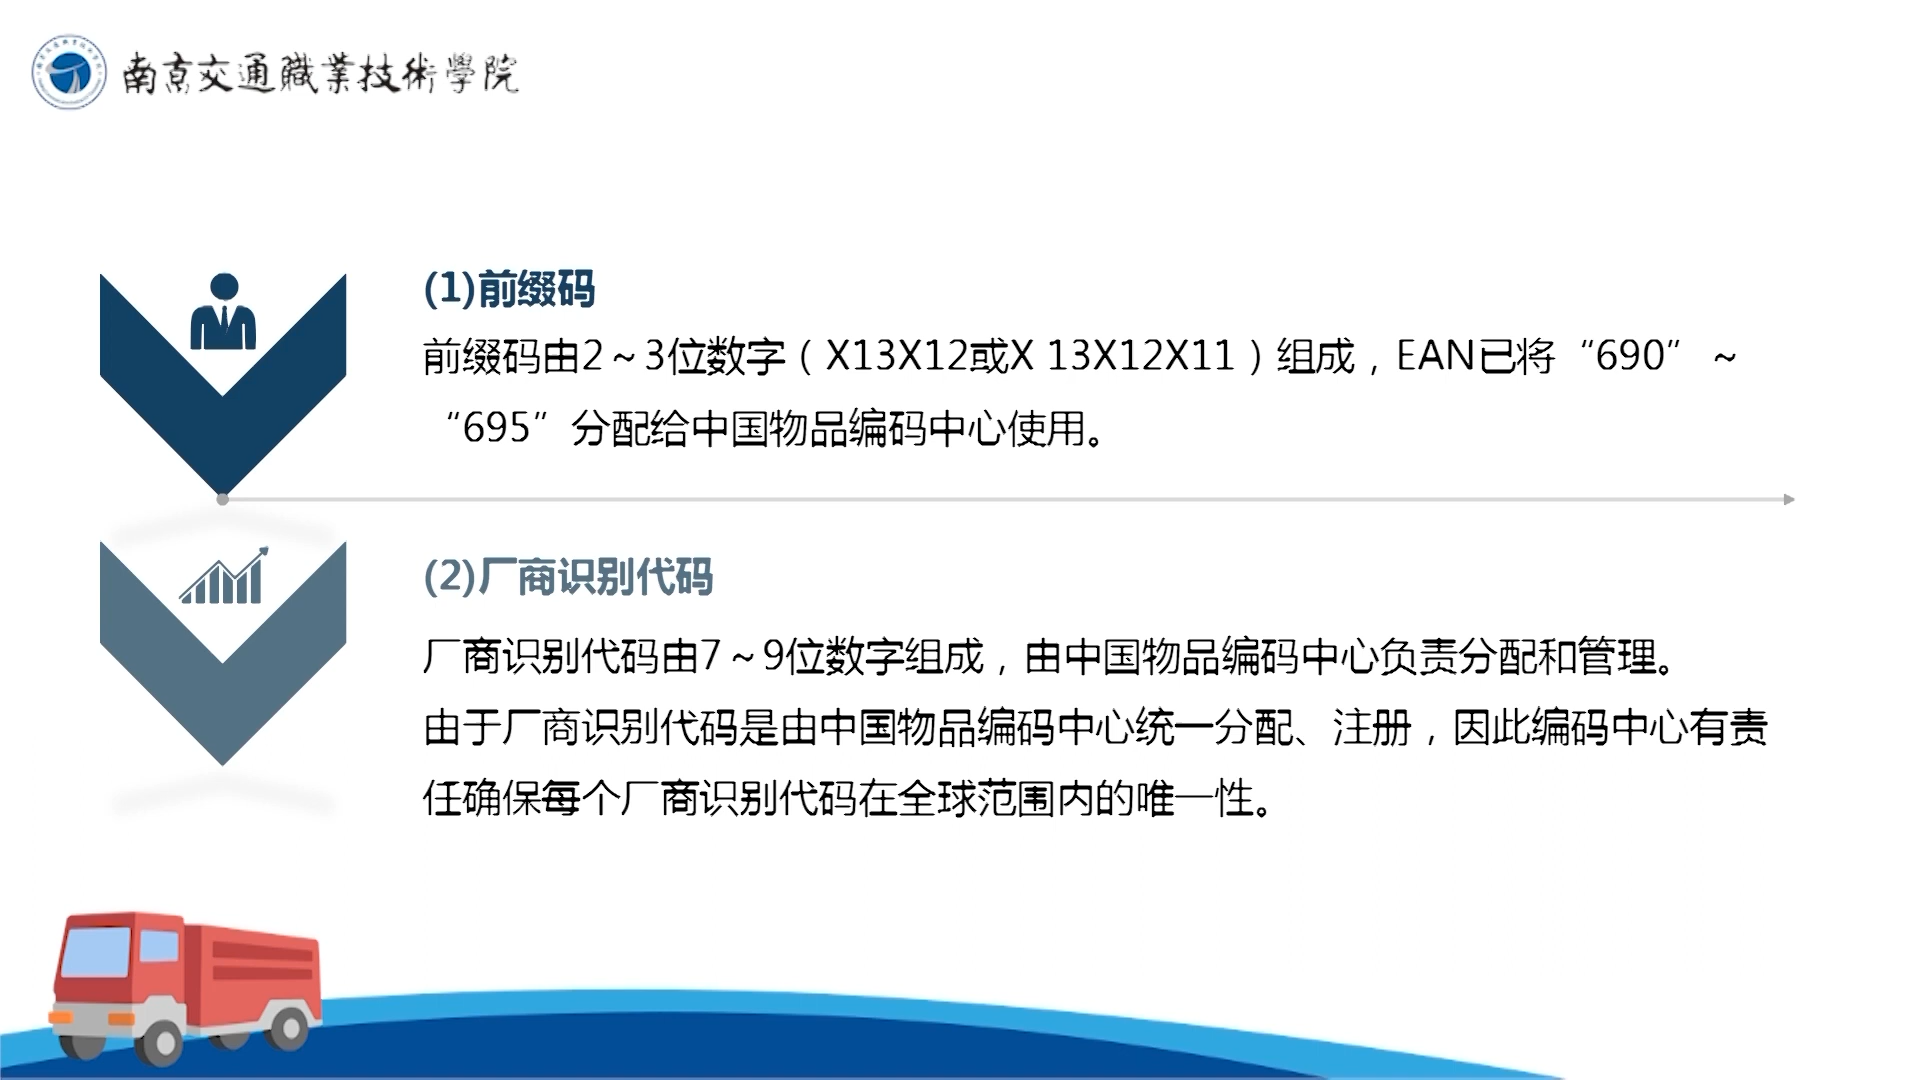 南京交通職業技術學院
(1)前缀码
前缀码由2～3位数字（X13X12或X 13X12X11）组成，EAN已将“690”～
“695”分配给中国物品编码中心使用。
(2)厂商识别代码
厂商识别代码由7～9位数字组成，由中国物品编码中心负责分配和管理。
由于厂商识别代码是由中国物品编码中心统一分配、注册，因此编码中心有责
任确保每个厂商识别代码在全球范围内的唯一性。